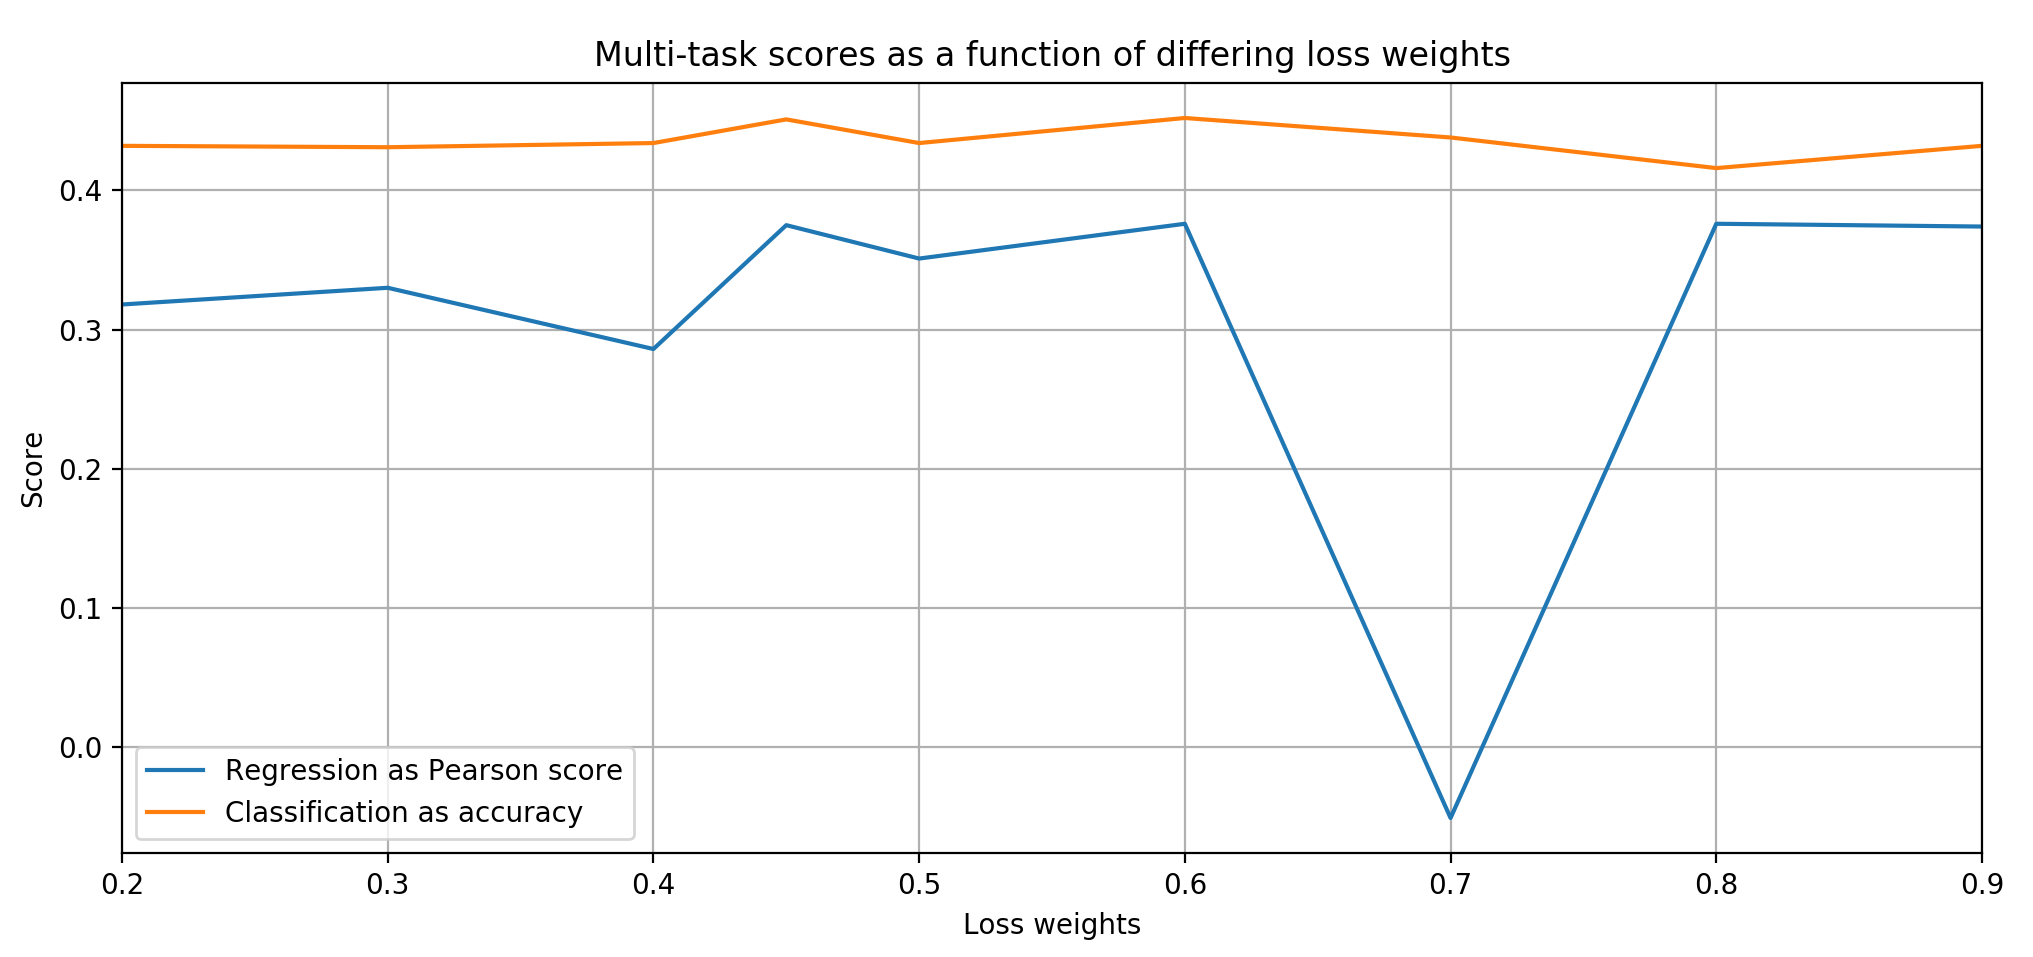 Multi-task scores as a function of differing loss weights
Score
0.4
0.3
0.2
0.1
0.0
Regression as Pearson score
Classification as accuracy
0.2 0.3 0.4 0.5 0.6 0.7 0.8 0.9
Loss weights